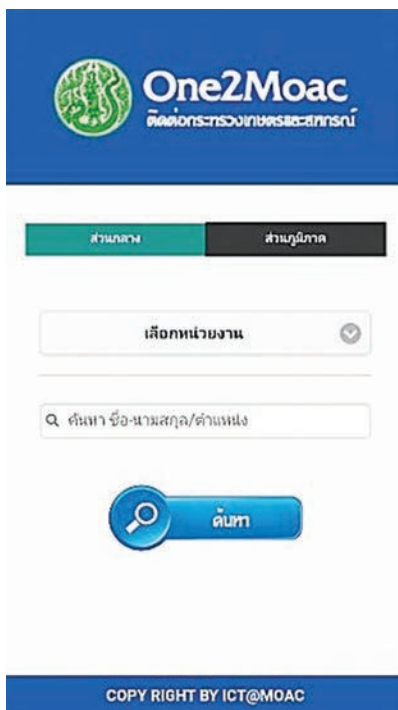 One2Moac
ติดต่อกระทรวงเกษตรและสหกรณ์
ส่วนกลาง
ส่วนภูมิภาค
เลือกหน่วยงาน
ค้นหา ชื่อ-นามสกุล/ตำแหน่ง
ค้นหา
COPY RIGHT BY ICT@MOAC